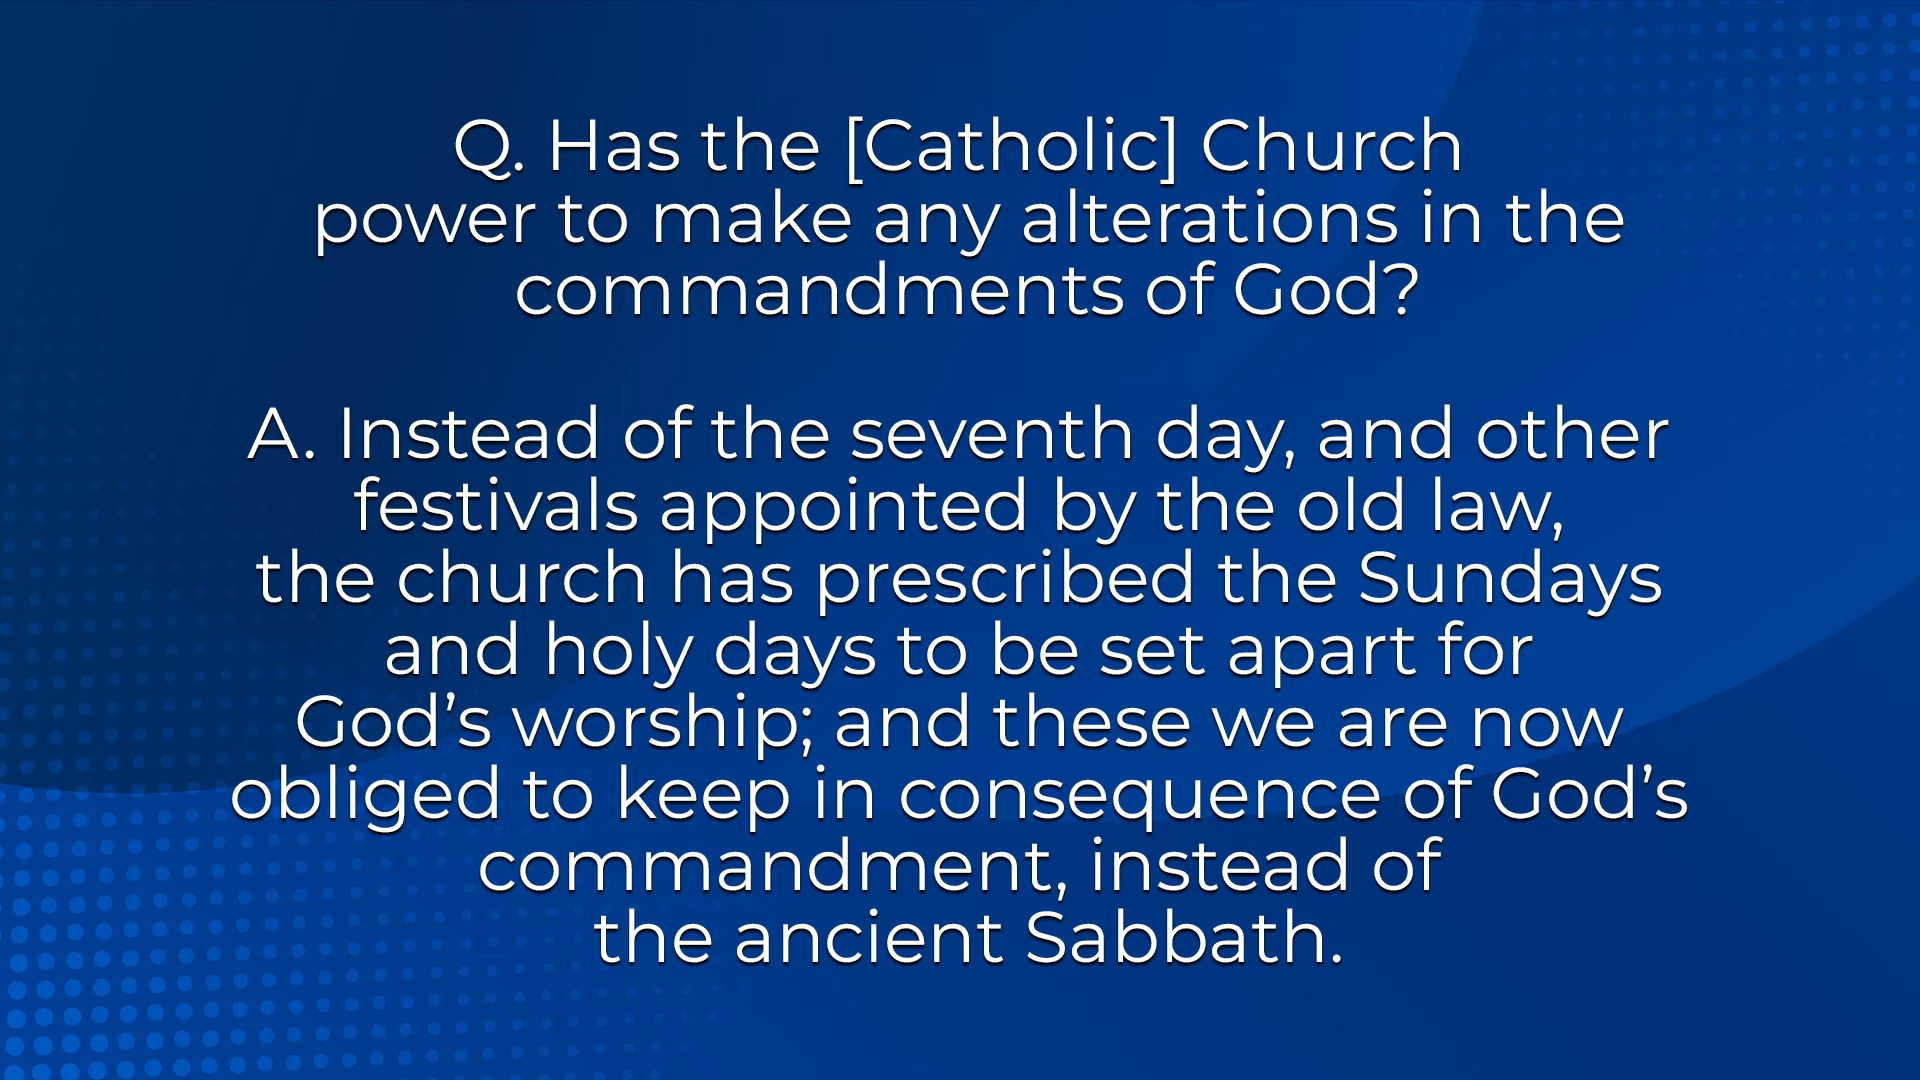 Q. Has the [Catholic] Church
power to make any alterations in the
commandments of God?
A. Instead of the seventh day, and other
festivals appointed by the old law,
the church has prescribed the Sundays
and holy days to be set apart for
God’s worship; and these we are now
obliged to keep in consequence of God’s
commandment, instead of
the ancient Sabbath.